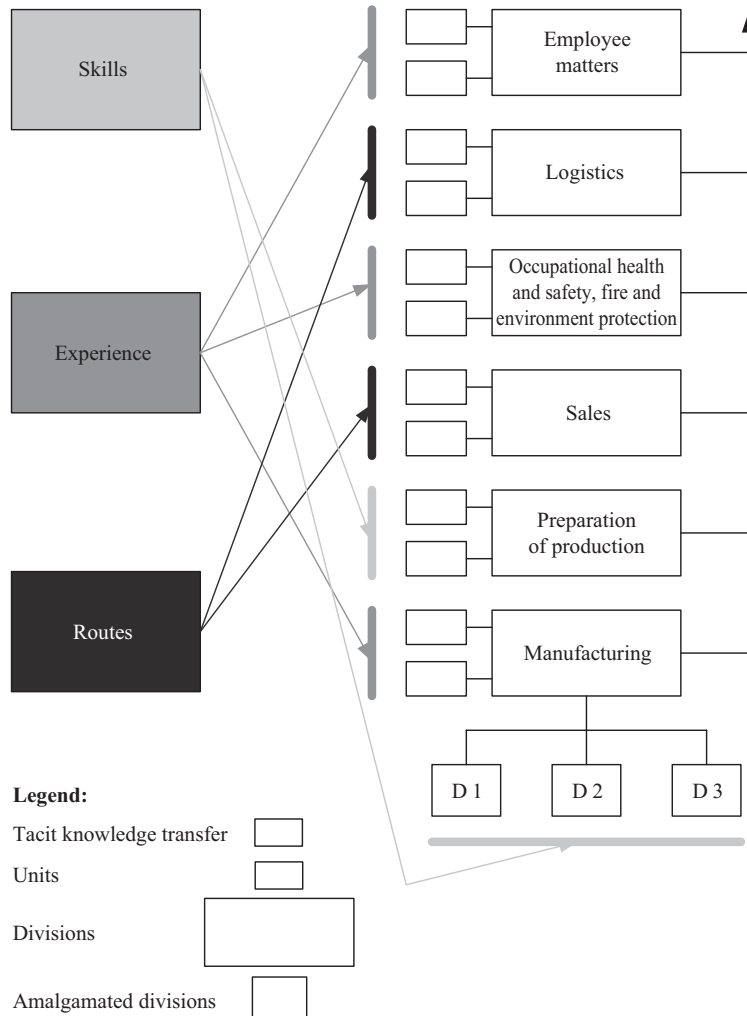 Skills
Experience
Routes
Employee
matters
Logistics
Occupational health
and safety, fire and
environment protection
Sales
Preparation
of production
Manufacturing
D 1
D 2
D 3
Legend:
Tacit knowledge transfer
Units
Divisions
Amalgamated divisions